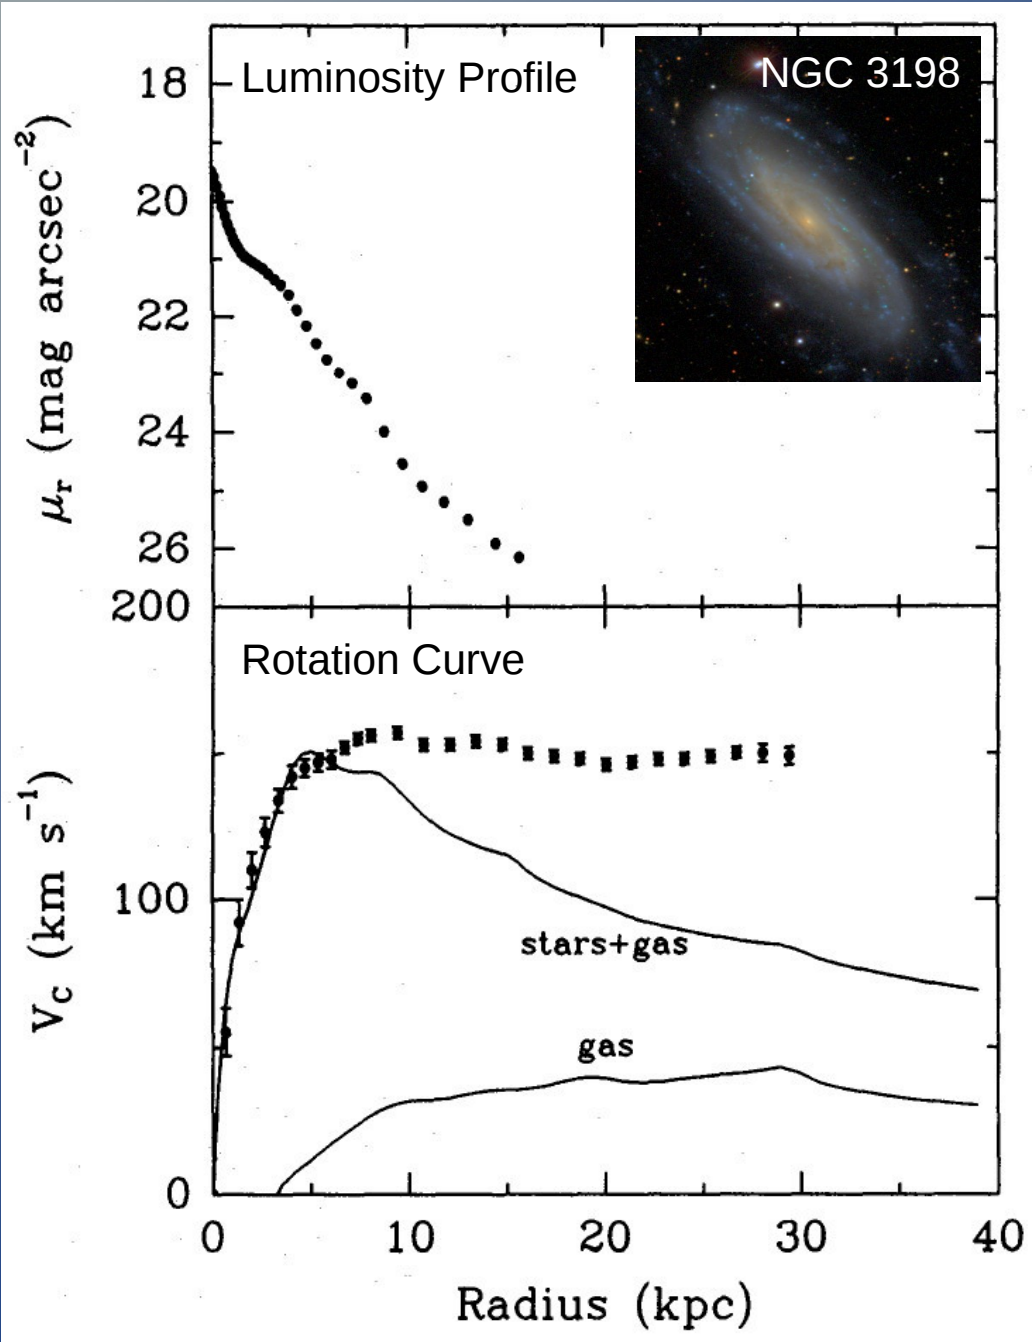 Luminosity Profile
NGC 3198
18
20
22
24
26
μr (mag arcsec−2)
200
Rotation Curve
100
0
Vc (km s−1)
stars+gas
gas
0 10 20 30 40
Radius (kpc)